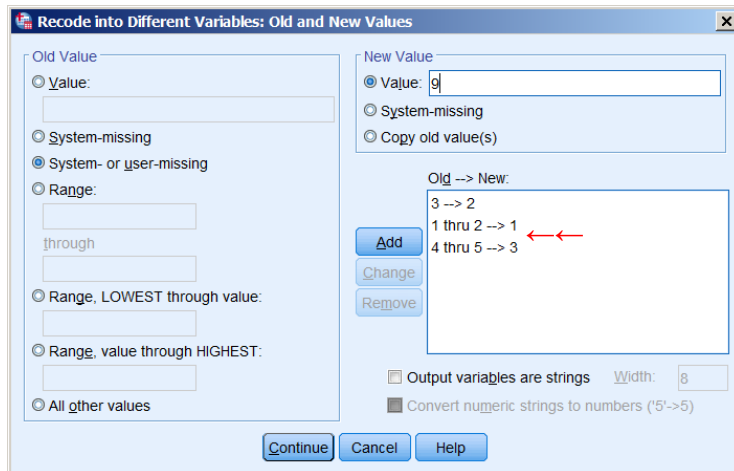 Recode into Different Variables: Old and New Values
Old Value
Value:
System-missing
System- or user-missing
Range:
through
Range, LOWEST through value:
Range, value through HIGHEST:
All other values
New Value
Value: 9
System-missing
Copy old value(s)
Old --> New:
3 --> 2
1 thru 2 --> 1 ←←
4 thru 5 --> 3
Add
Change
Remove
Output variables are strings Width: 8
Convert numeric strings to numbers ('5'->5)
Continue Cancel Help